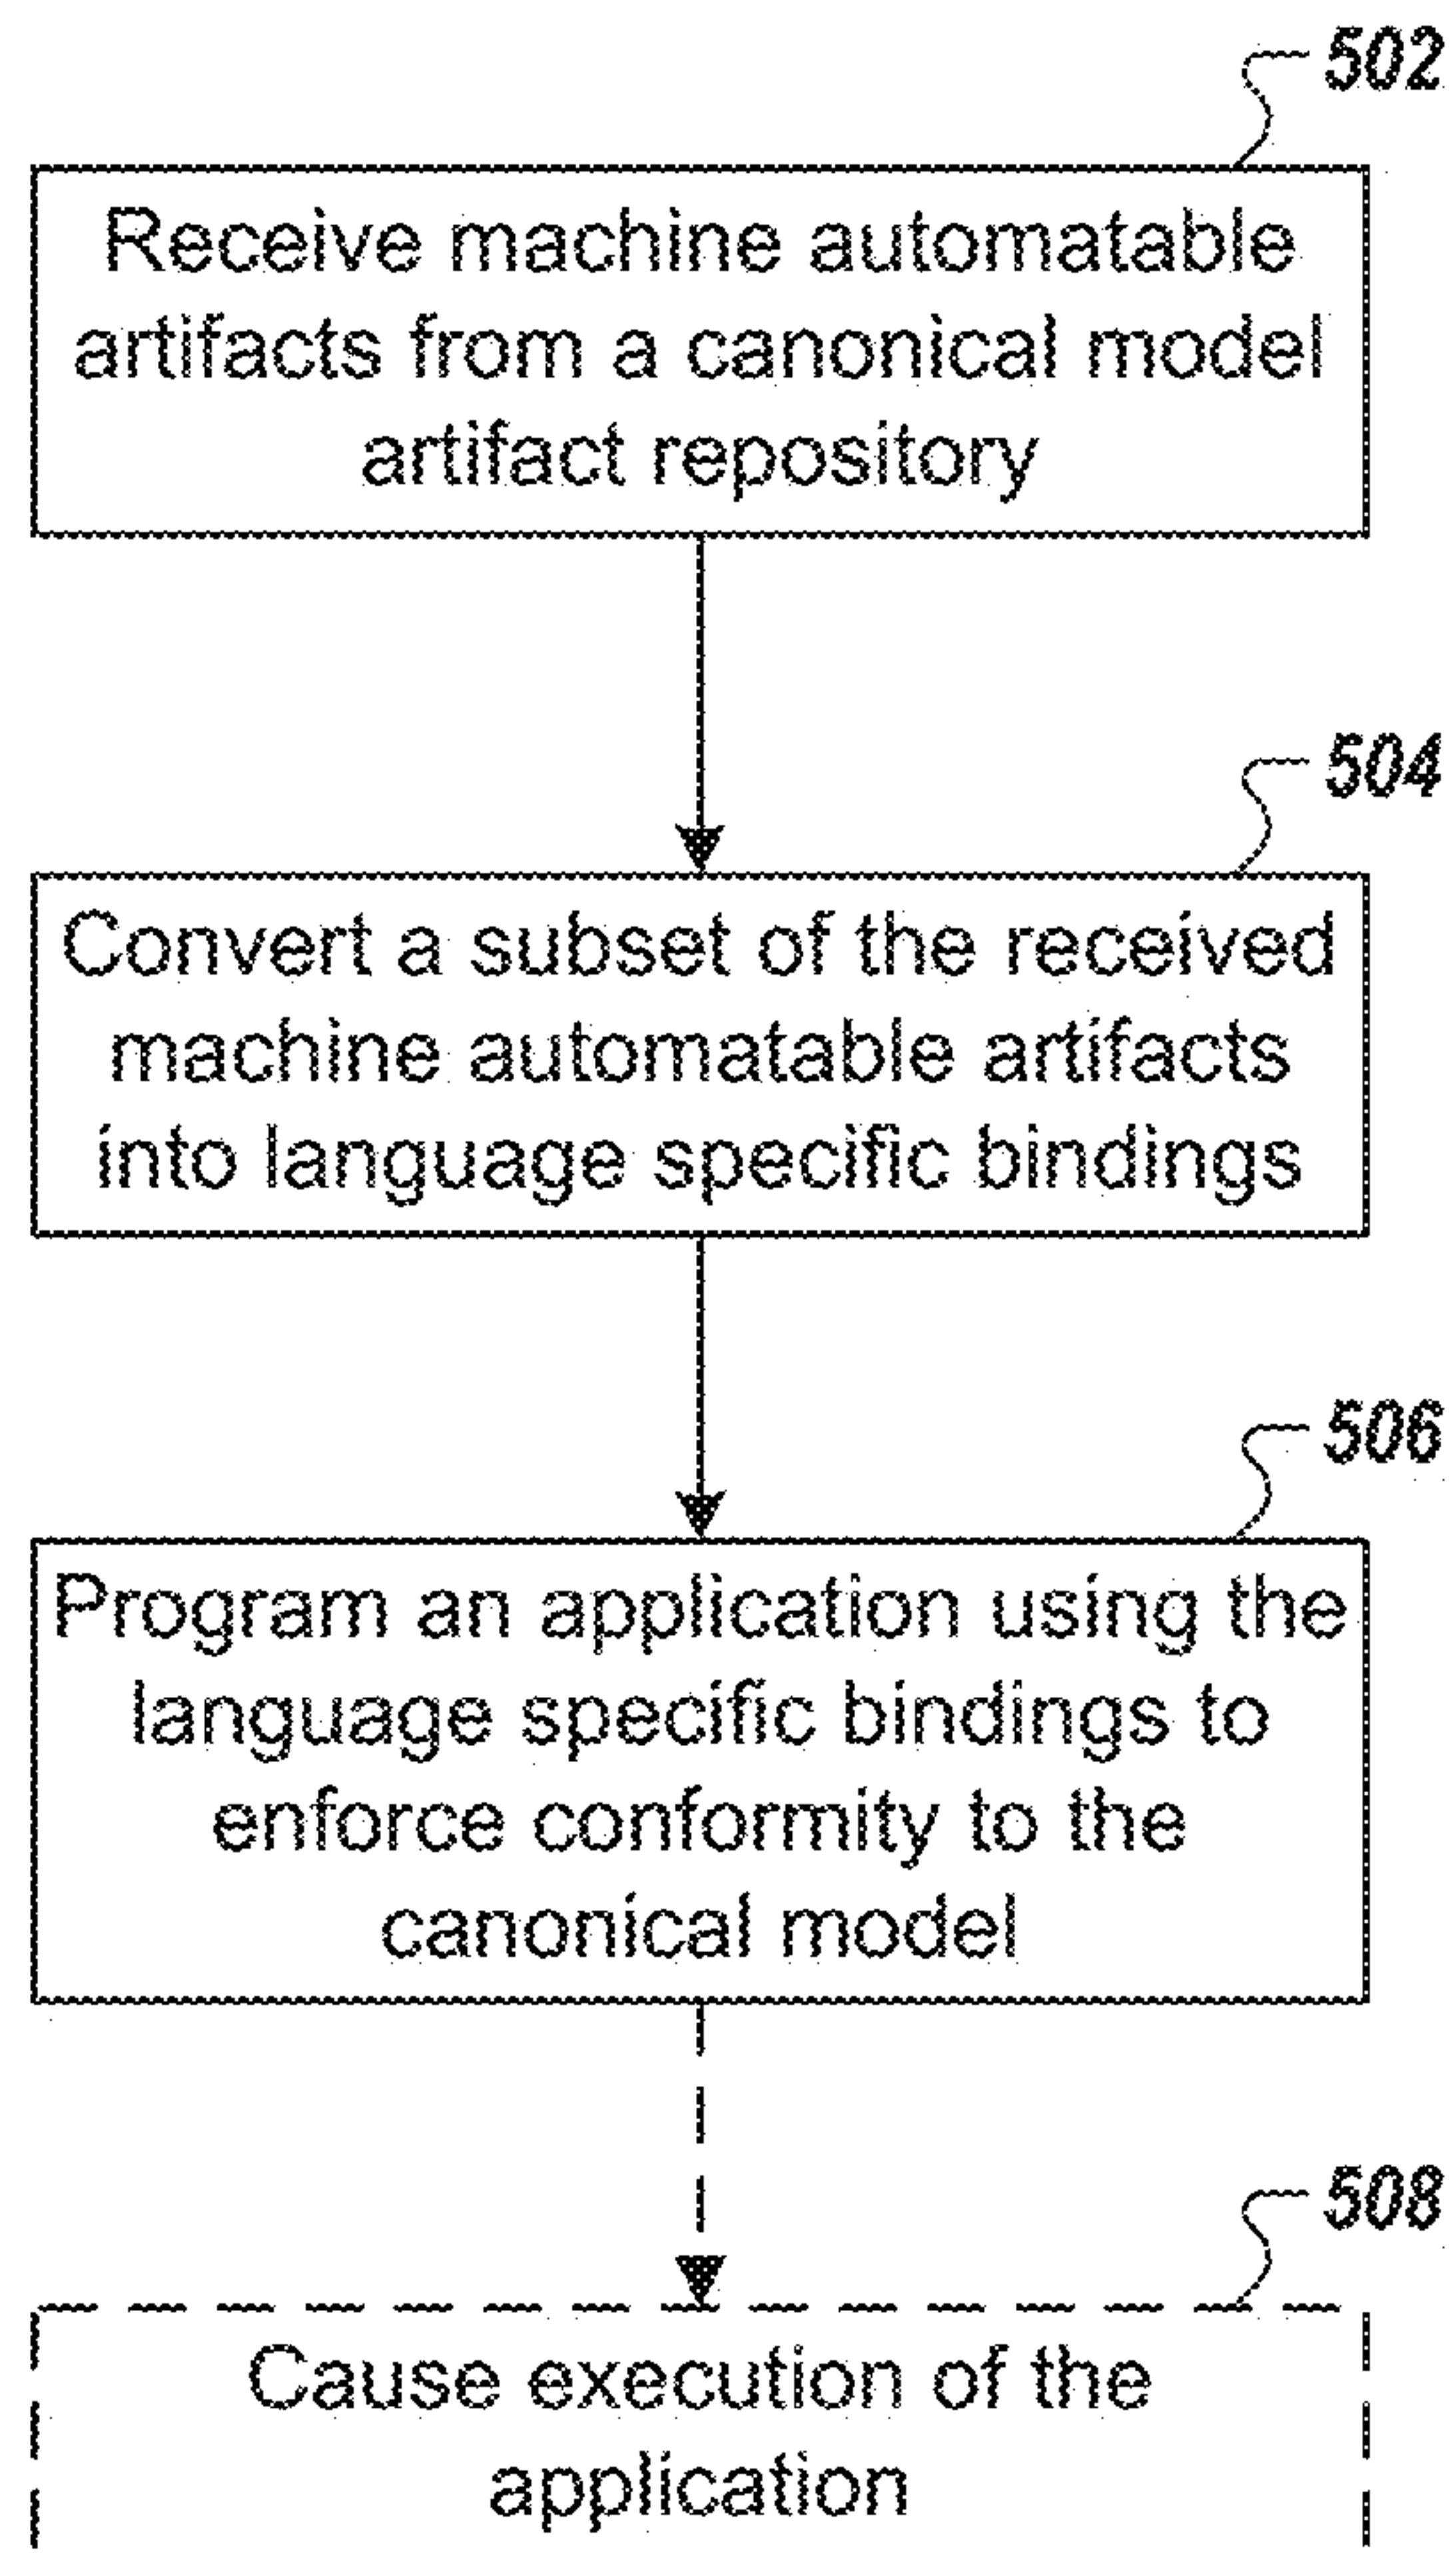 502
Receive machine automatable
artifacts from a canonical model
artifact repository
504
Convert a subset of the received
machine automatable artifacts
into language specific bindings
506
Program an application using the
language specific bindings to
enforce conformity to the
canonical model
508
Cause execution of the
application